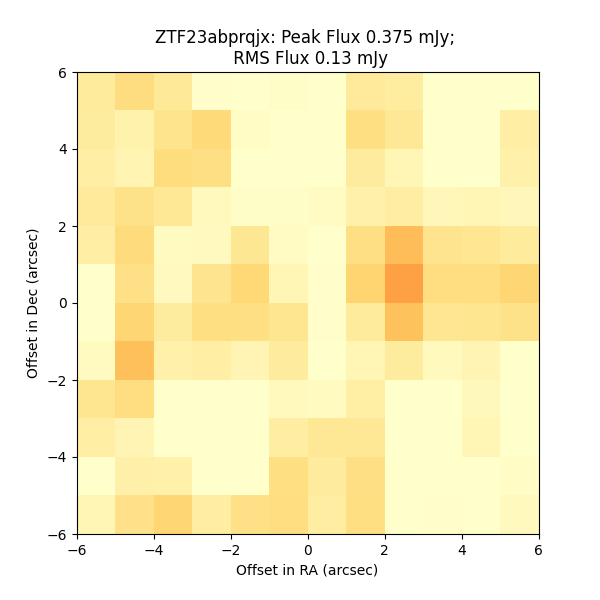 ZTF23abprqjx: Peak Flux 0.375 mJy;
RMS Flux 0.13 mJy
6
4
2
0
−2
−4
−6
Offset in Dec (arcsec)
−6 −4 −2 0 2 4 6
Offset in RA (arcsec)